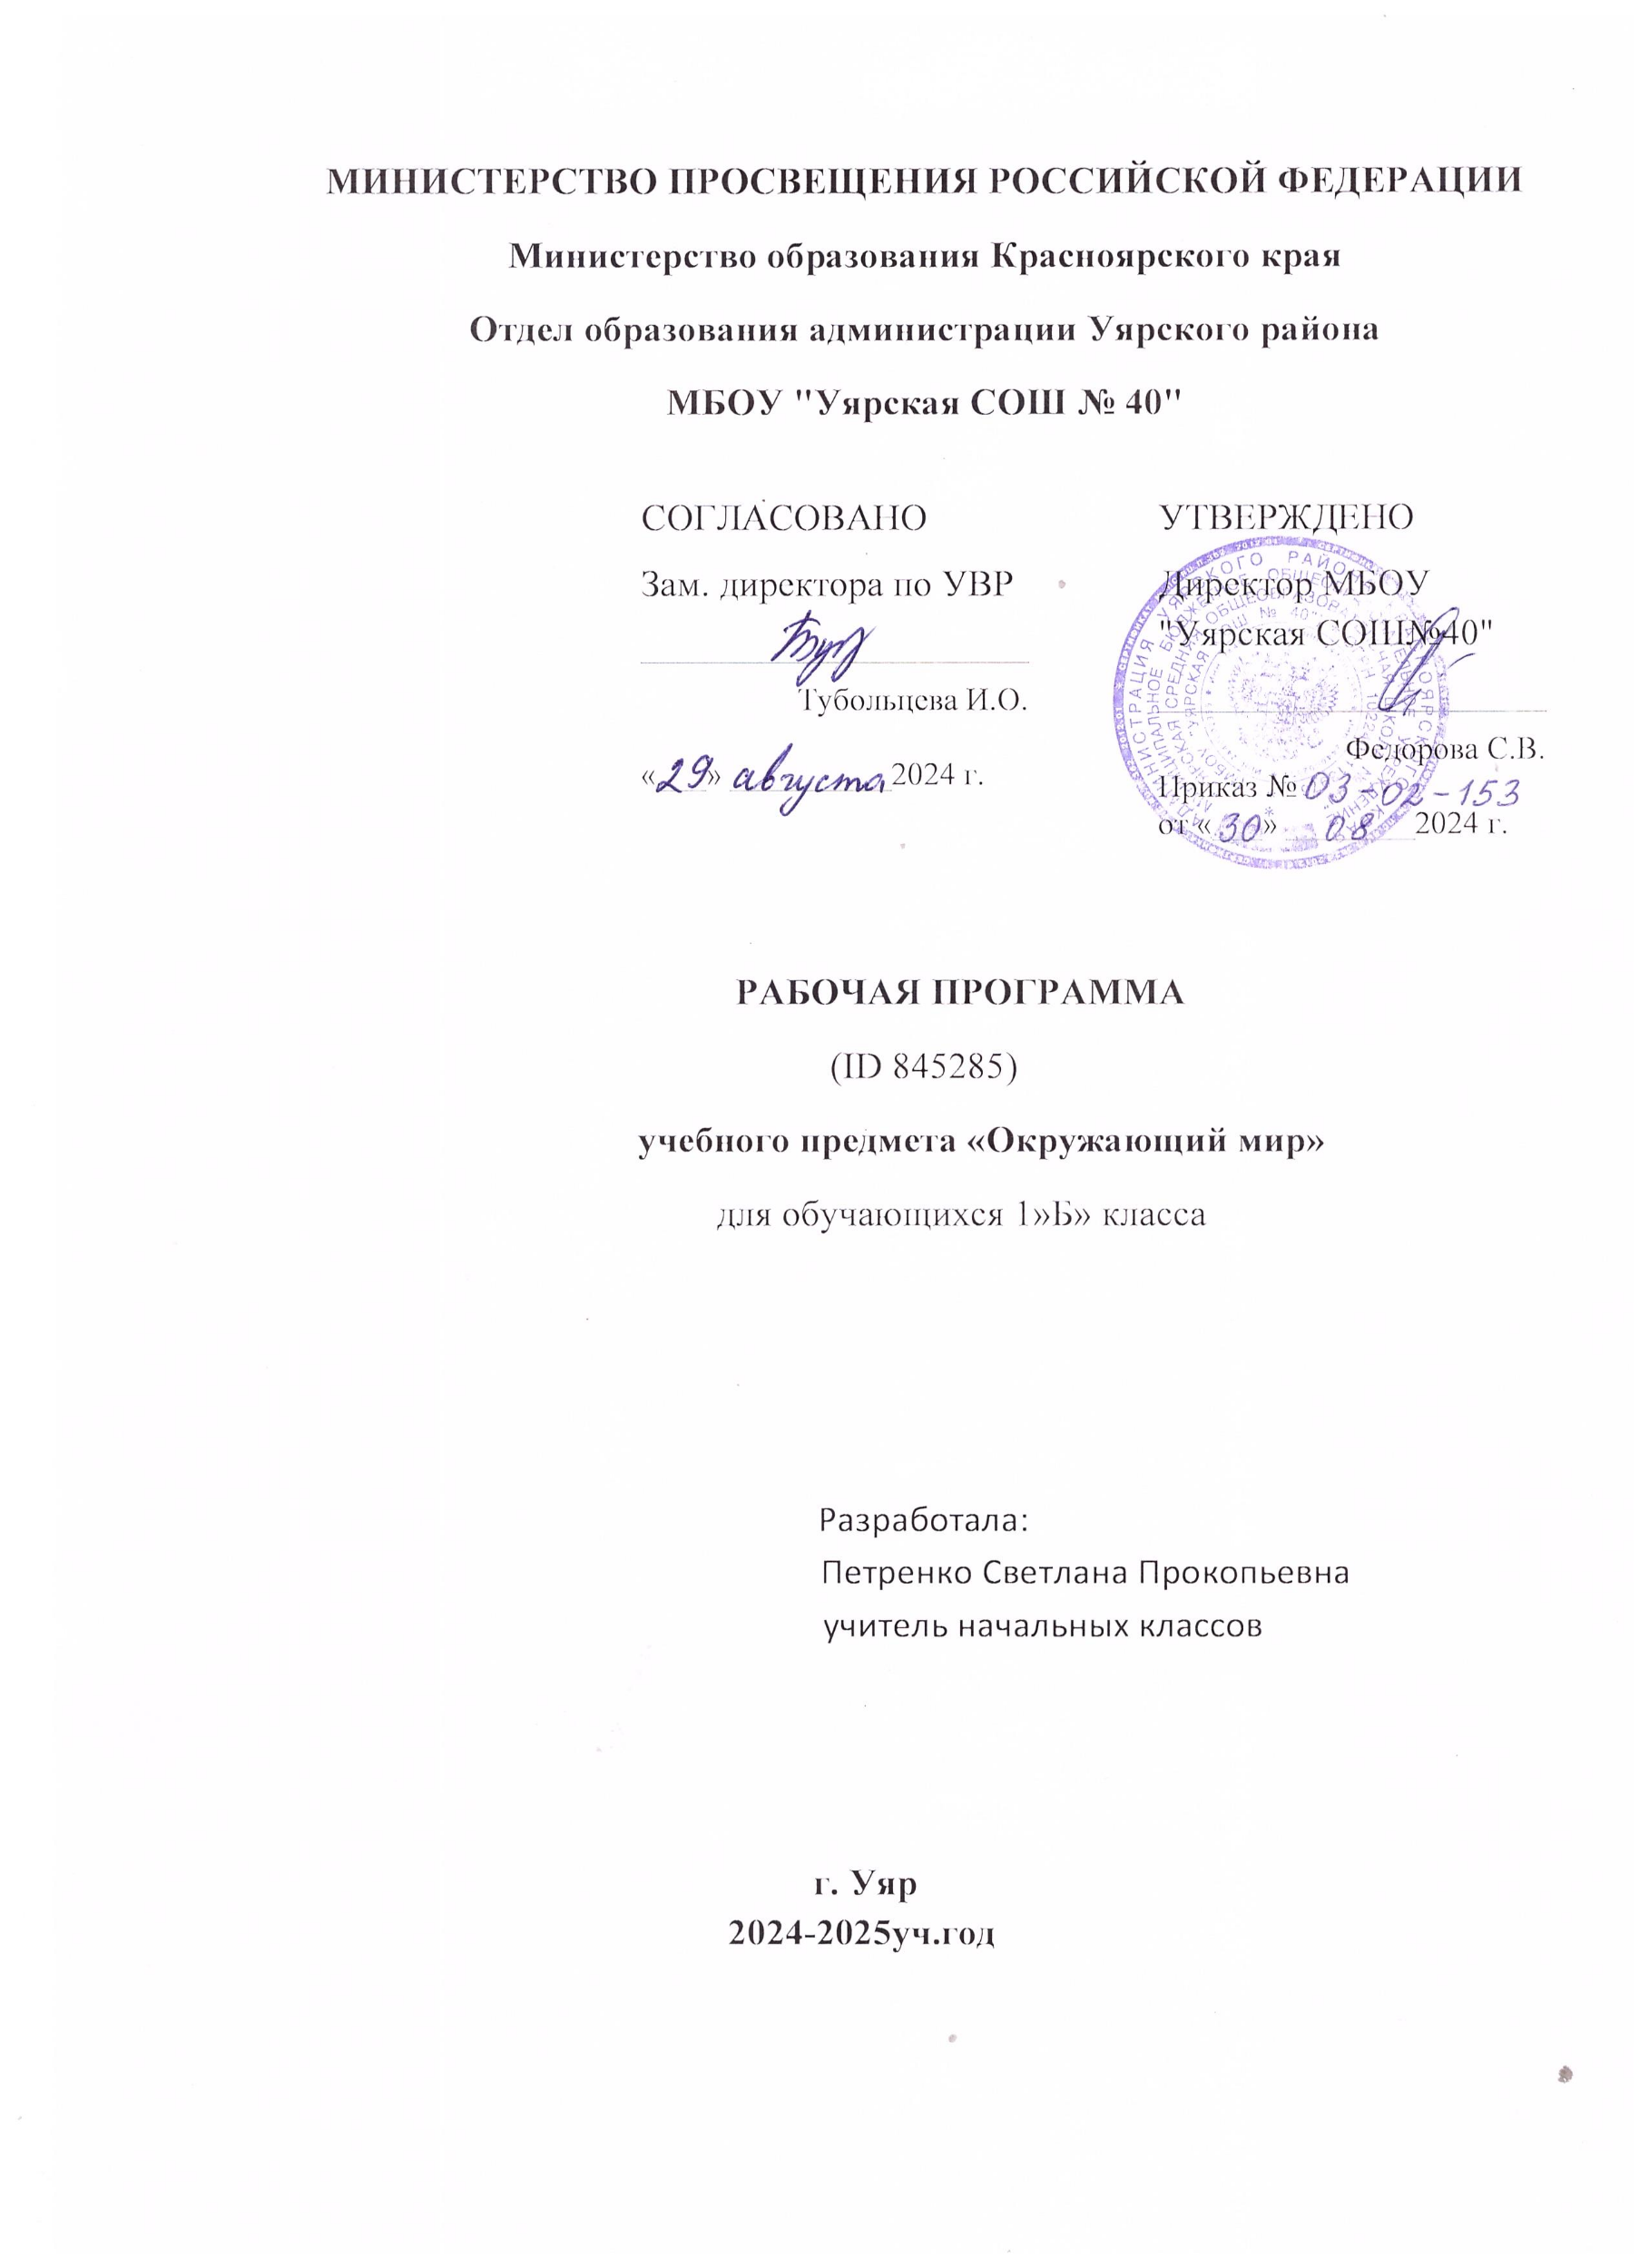 МИНИСТЕРСТВО ПРОСВЕЩЕНИЯ РОССИЙСКОЙ ФЕДЕРАЦИИ
Министерство образования Красноярского края
Отдел образования администрации Уярского района
МБОУ "Уярская СОШ № 40"
СОГЛАСОВАНО
Зам. директора по УВР
Тубольцева И.О.
«29» августа 2024 г.
УТВЕРЖДЕНО
Директор МБОУ
"Уярская СОШ№40"
Федорова С.В.
Приказ № 03-02-153
от «30» 08 2024 г.
РАБОЧАЯ ПРОГРАММА
(ID 845285)
учебного предмета «Окружающий мир»
для обучающихся 1»Б» класса
Разработала:
Петренко Светлана Прокопьевна
учитель начальных классов
г. Уяр
2024-2025уч.год